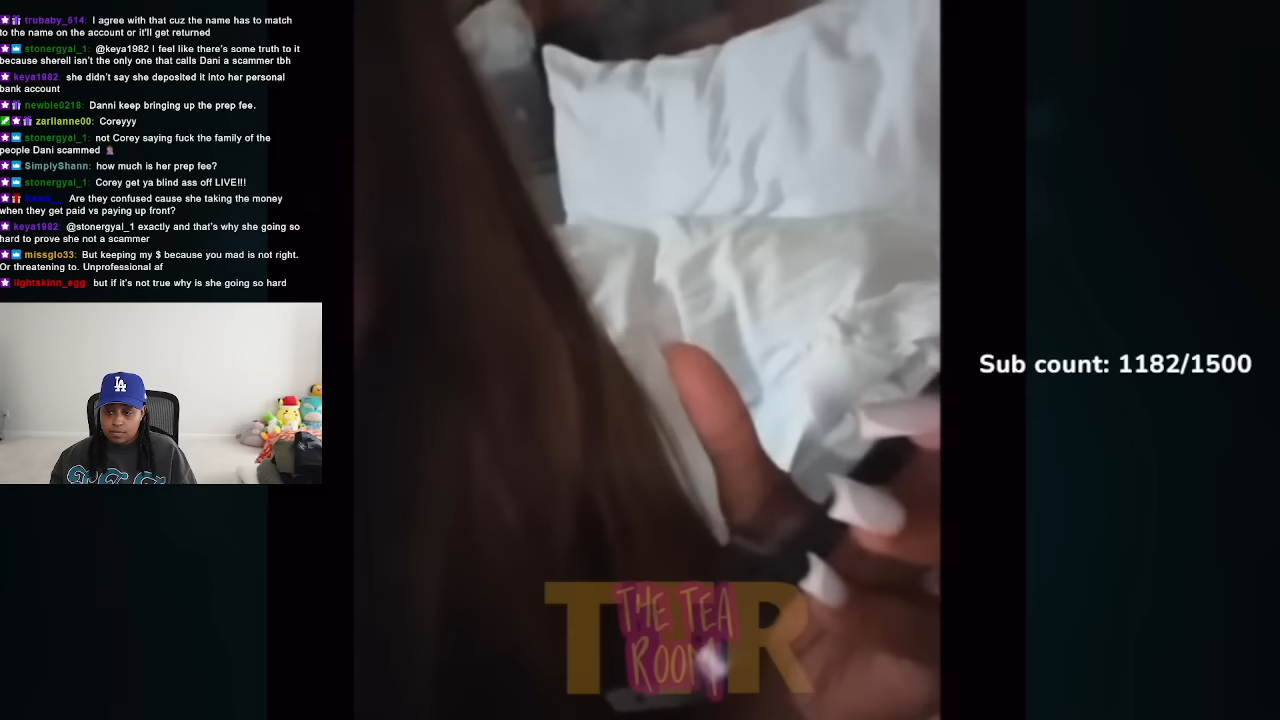 trubaby_614: I agree with that cuz the name has to match
to the name on the account or it'll get returned
stonergyal_1: @keya1982 I feel like there's some truth to it
because sherell isn't the only one that calls Dani a scammer tbh
keya1982: she didn't say she deposited it into her personal
bank account
newbie0218: Danni keep bringing up the prep fee.
zarilanne00: Coreyyy
stonergyal_1: not Corey saying fuck the family of the
people Dani scammed
SimplyShann: how much is her prep fee?
stonergyal_1: Corey get ya blind ass off LIVE!!!
Are they confused cause she taking the money
when they get paid vs paying up front?
keya1982: @stonergyal_1 exactly and that's why she going so
hard to prove she not a scammer
missglo33: But keeping my $ because you mad is not right.
Or threatening to. Unprofessional af
lightskinn_egg: but if it's not true why is she going so hard
LA
Sub count: 1182/1500
THE TEA
ROOM